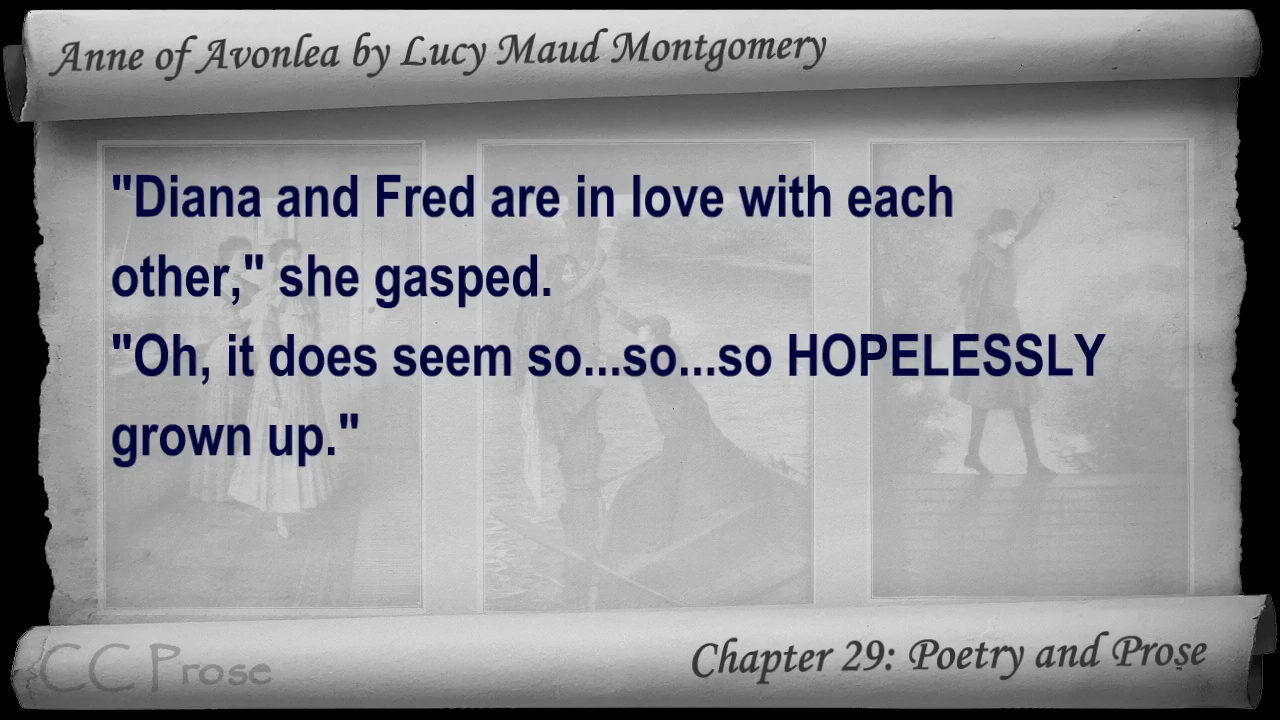 Anne of Avonlea by Lucy Maud Montgomery
"Diana and Fred are in love with each
other," she gasped.
"Oh, it does seem so...so...so HOPELESSLY
grown up."
CC Prose
Chapter 29: Poetry and Prose